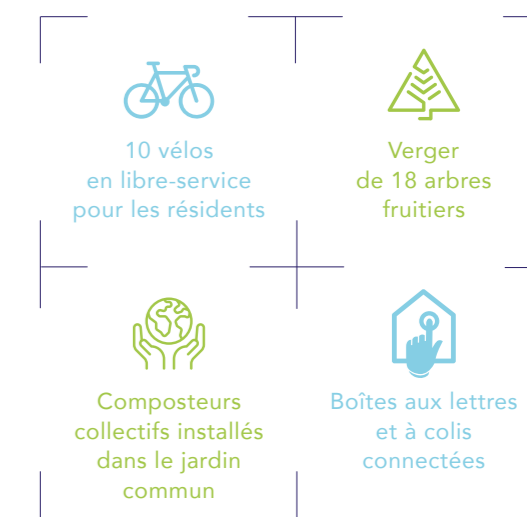 10 vélos
en libre-service
pour les résidents
Verger
de 18 arbres
fruitiers
Composteurs
collectifs installés
dans le jardin
commun
Boîtes aux lettres
et à colis
connectées